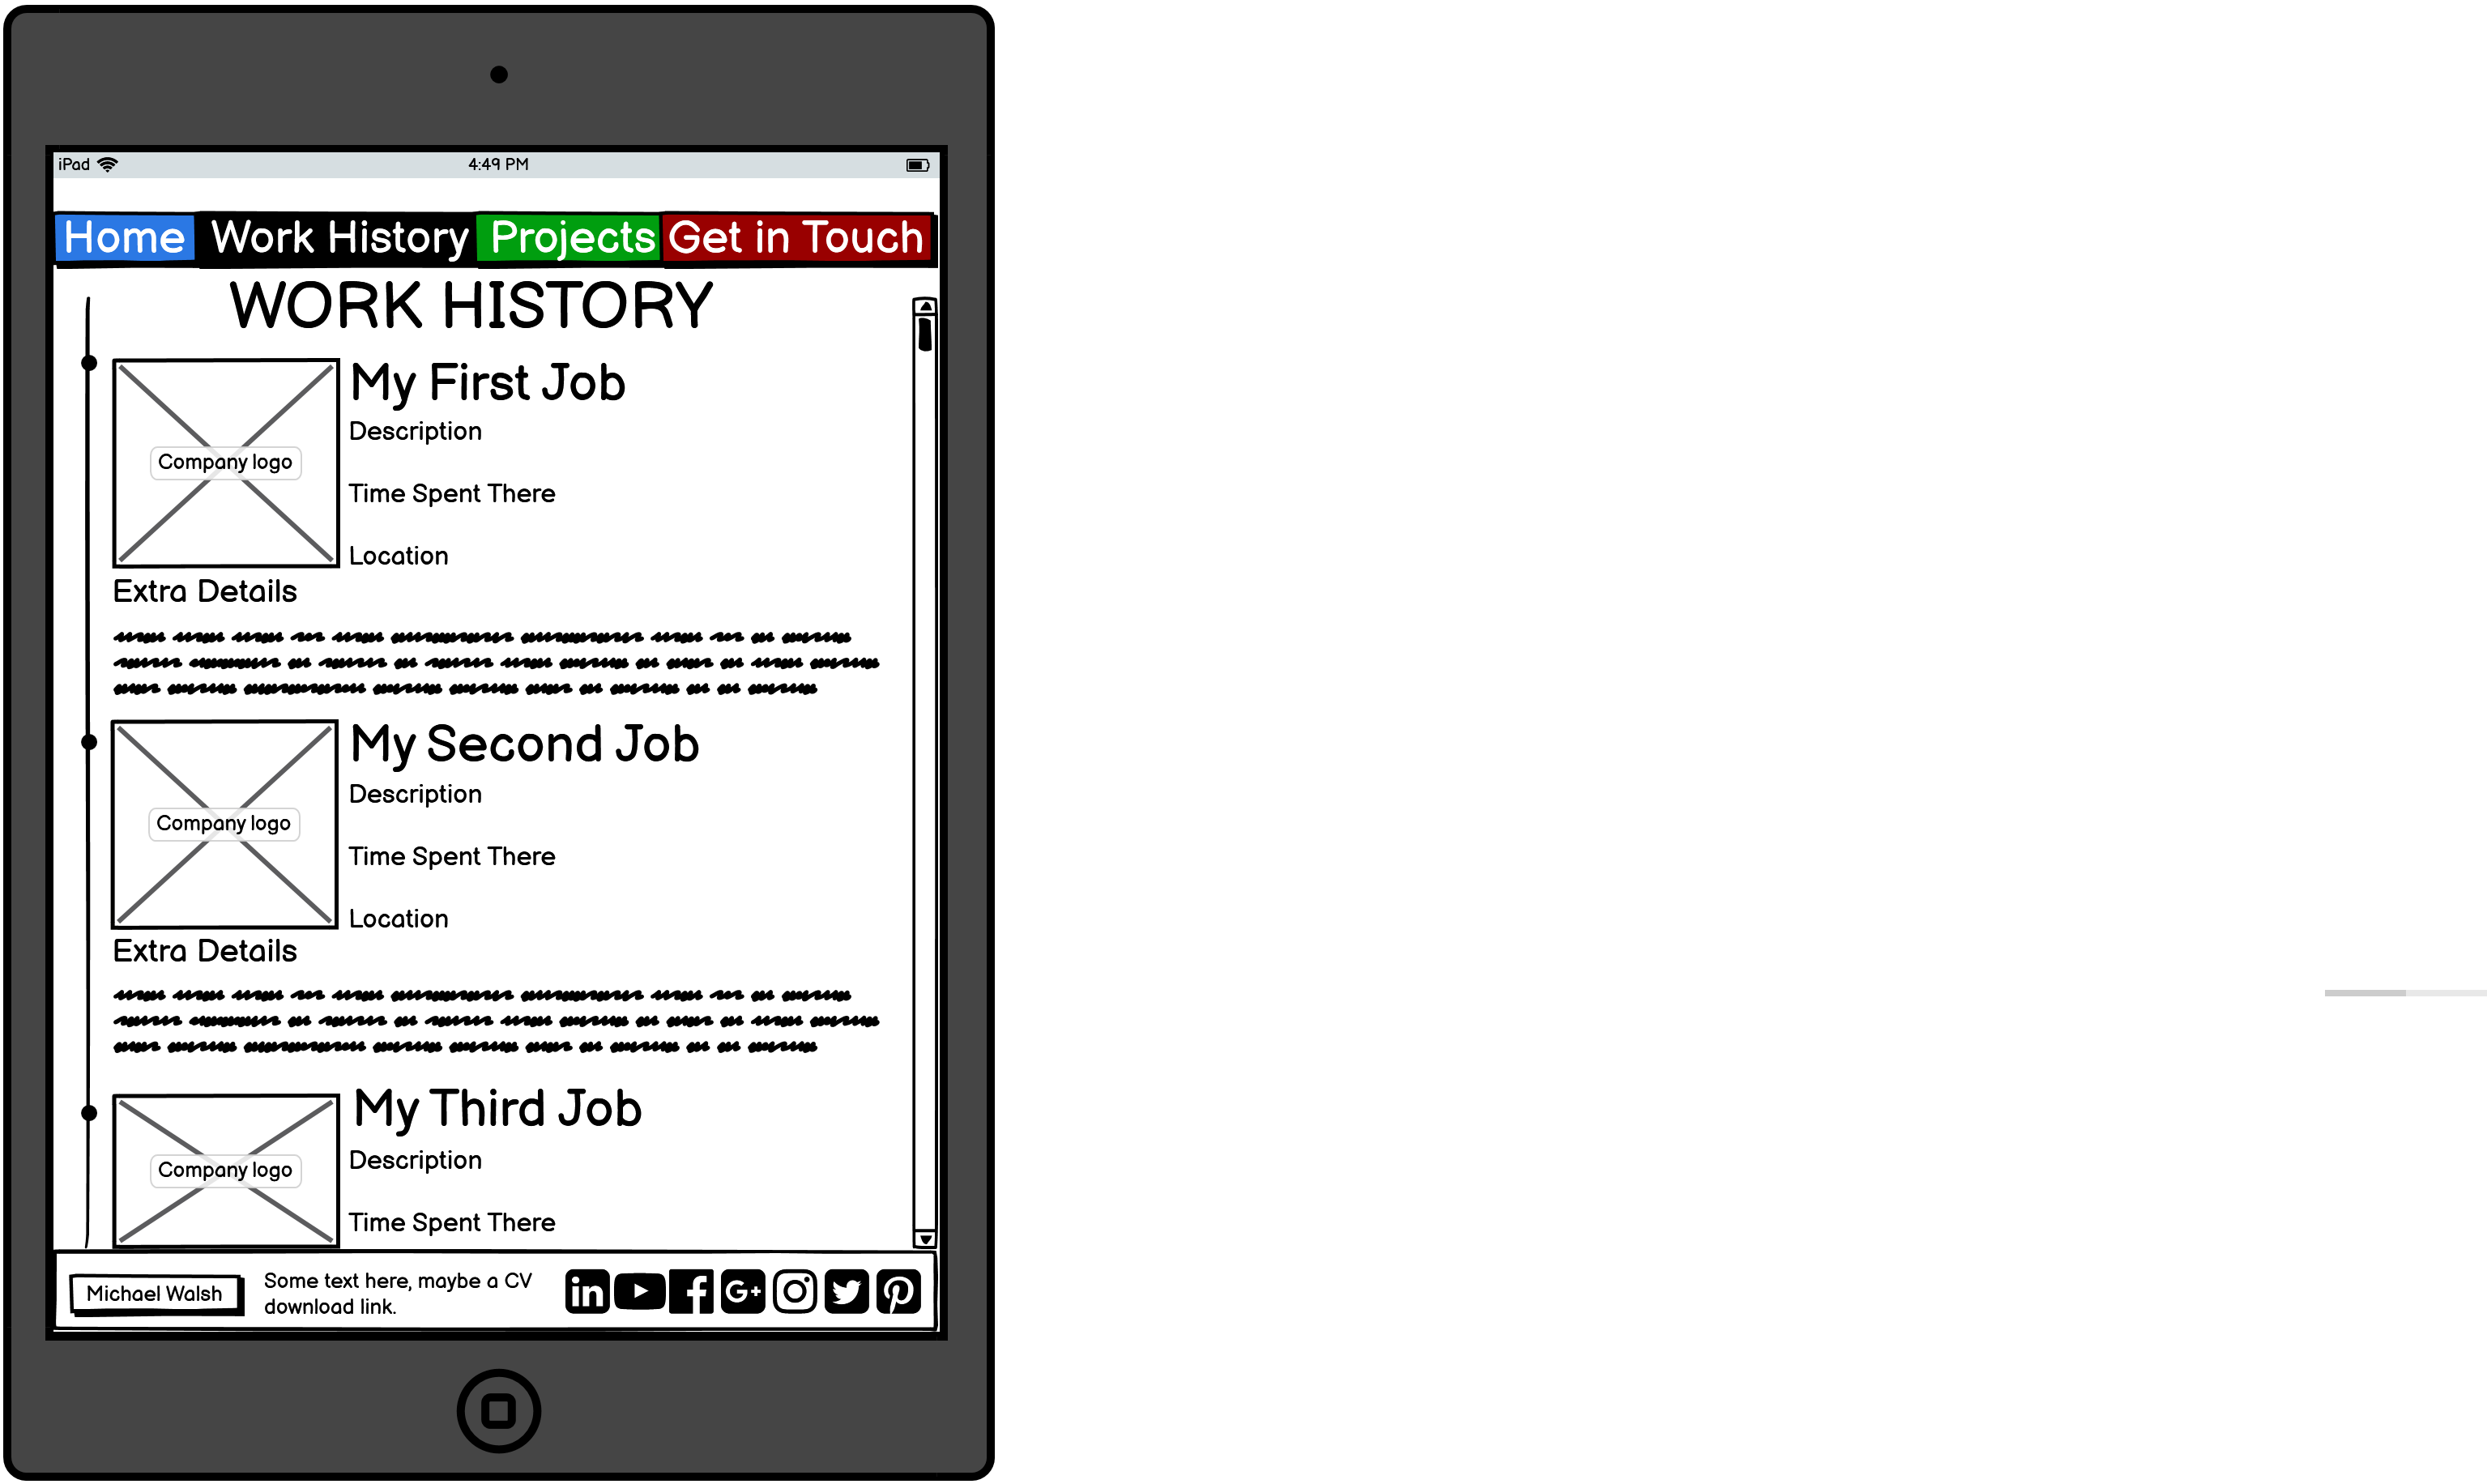 iPad 4:49 PM
Home Work History Projects Get in Touch
WORK HISTORY
My First Job
Description
Company logo
Time Spent There
Location
Extra Details
My Second Job
Description
Company logo
Time Spent There
Location
Extra Details
My Third Job
Description
Company logo
Time Spent There
Michael Walsh
Some text here, maybe a CV
download link.